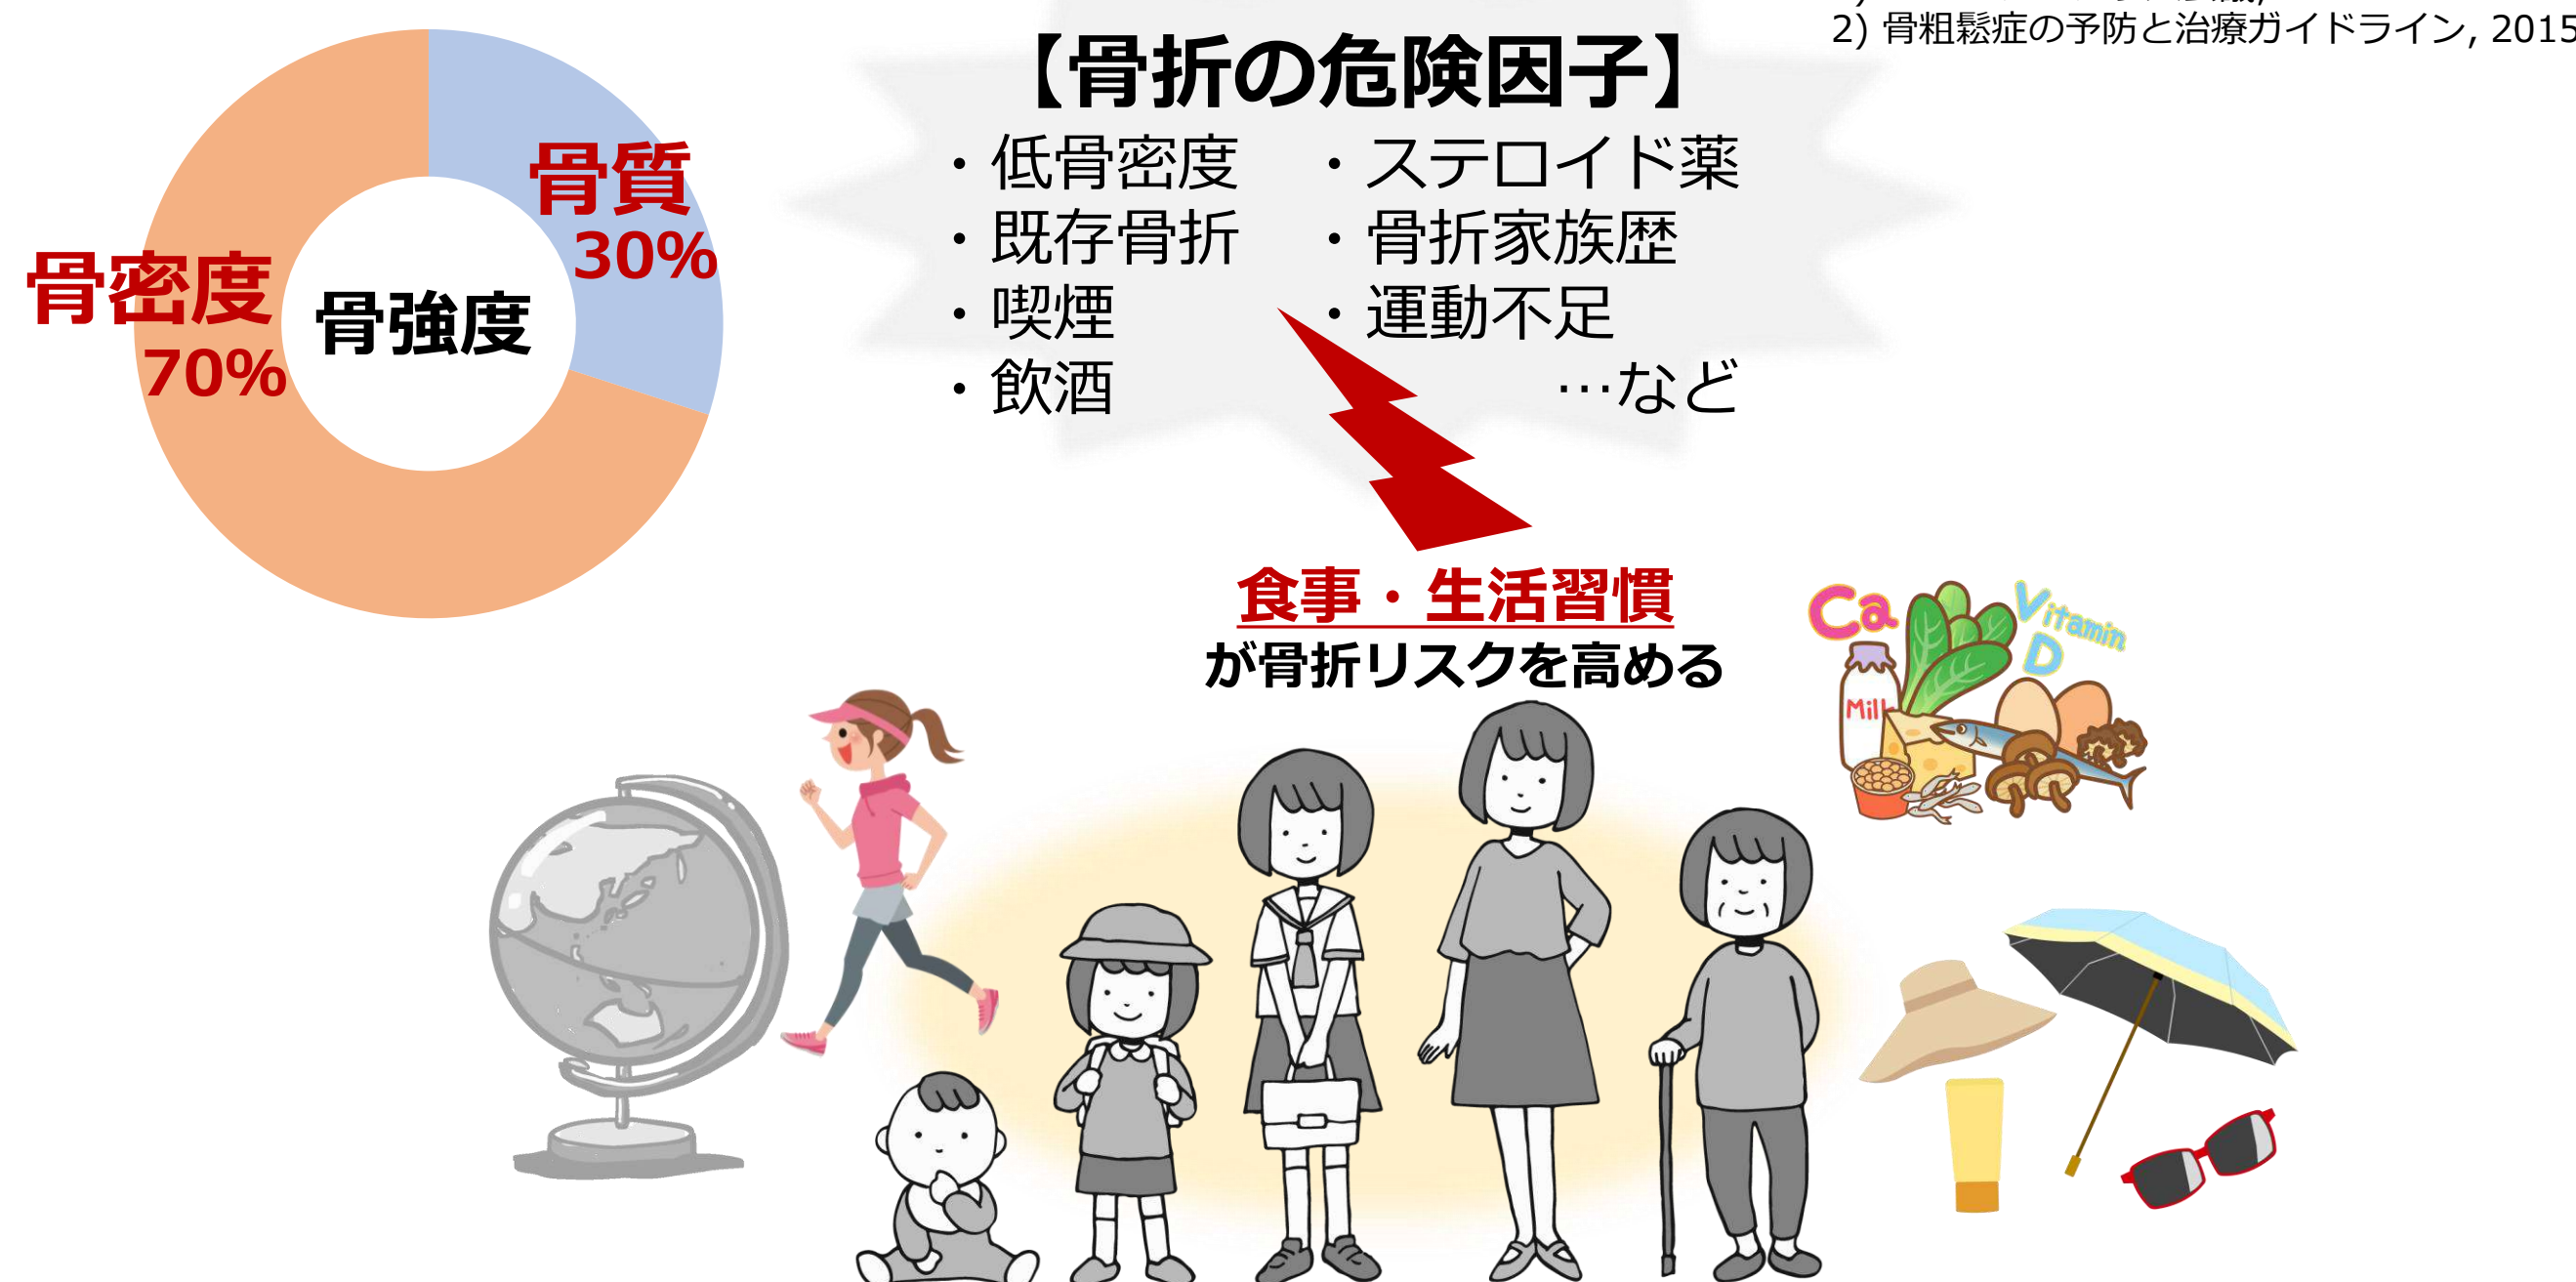 2) 骨粗鬆症の予防と治療ガイドライン, 2015
骨質
30%
骨密度
70%
骨強度
【骨折の危険因子】
・低骨密度 ・ステロイド薬
・既存骨折 ・骨折家族歴
・喫煙 ・運動不足
・飲酒 …など
食事・生活習慣
が骨折リスクを高める
Ca
Vitamin
D
Milk